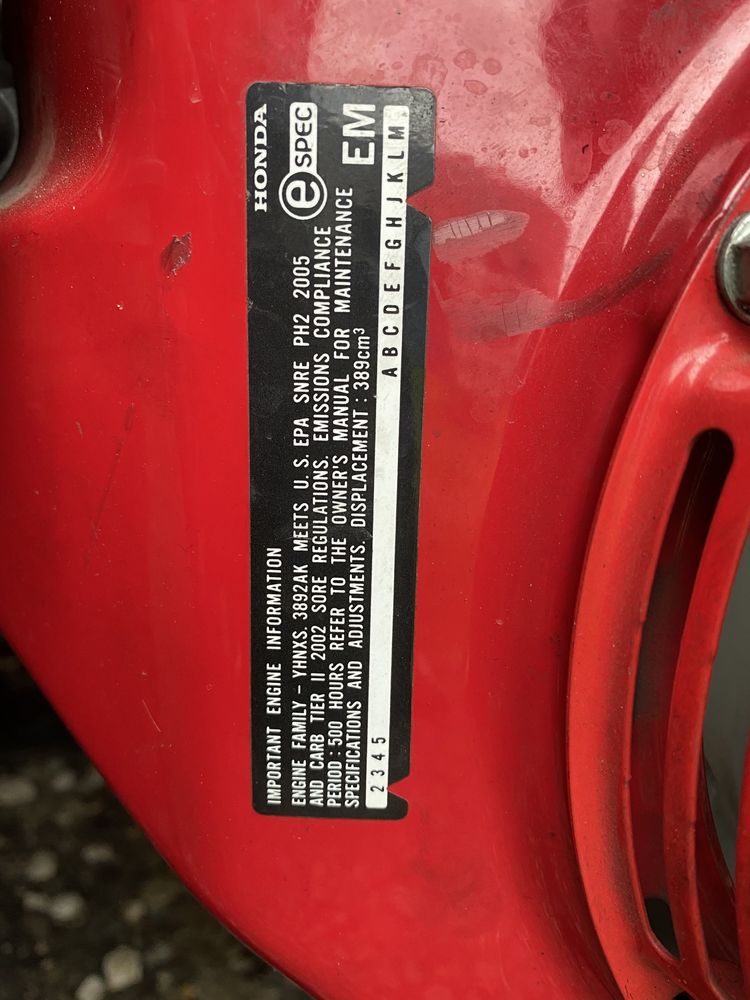 HONDA
e SPEC
EM
IMPORTANT ENGINE INFORMATION
ENGINE FAMILY - YHNXS. 3892AK MEETS U. S. EPA SNRE PH2 2005
AND CARB TIER II 2002 SORE REGULATIONS. EMISSIONS COMPLIANCE
PERIOD : 500 HOURS REFER TO THE OWNER'S MANUAL FOR MAINTENANCE
SPECIFICATIONS AND ADJUSTMENTS. DISPLACEMENT : 389cm³
2 3 4 5 A B C D E F G H J K L M